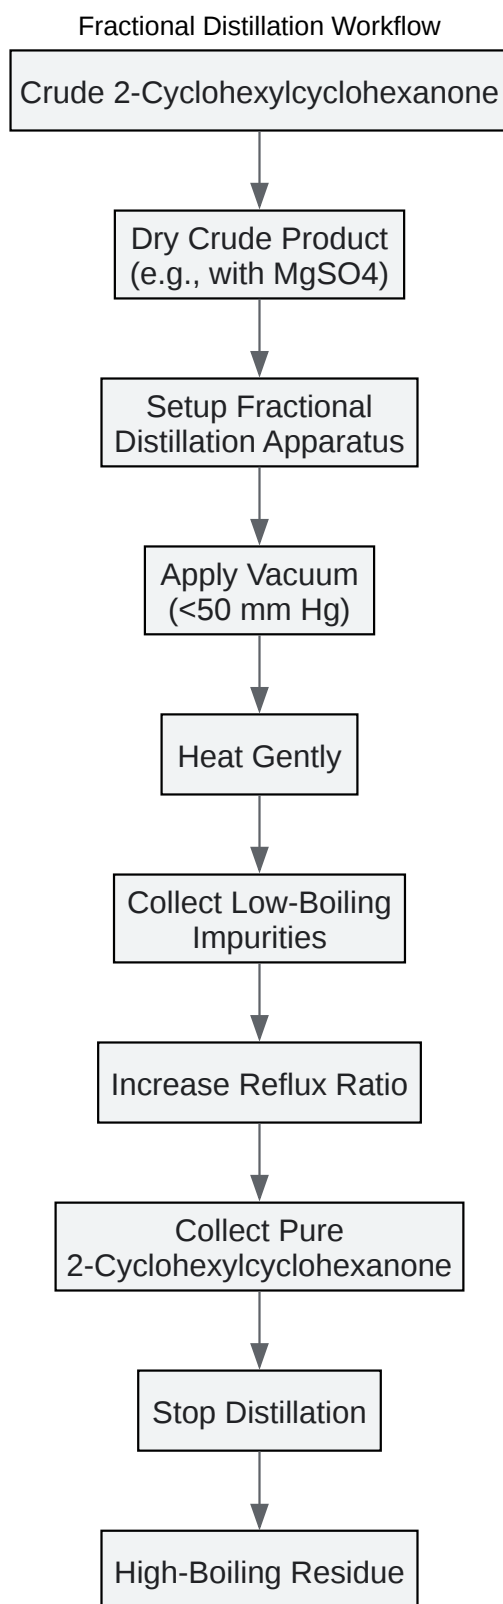 Fractional Distillation Workflow
Crude 2-Cyclohexylcyclohexanone
Dry Crude Product
(e.g., with MgSO4)
Setup Fractional
Distillation Apparatus
Apply Vacuum
(<50 mm Hg)
Heat Gently
Collect Low-Boiling
Impurities
Increase Reflux Ratio
Collect Pure
2-Cyclohexylcyclohexanone
Stop Distillation
High-Boiling Residue